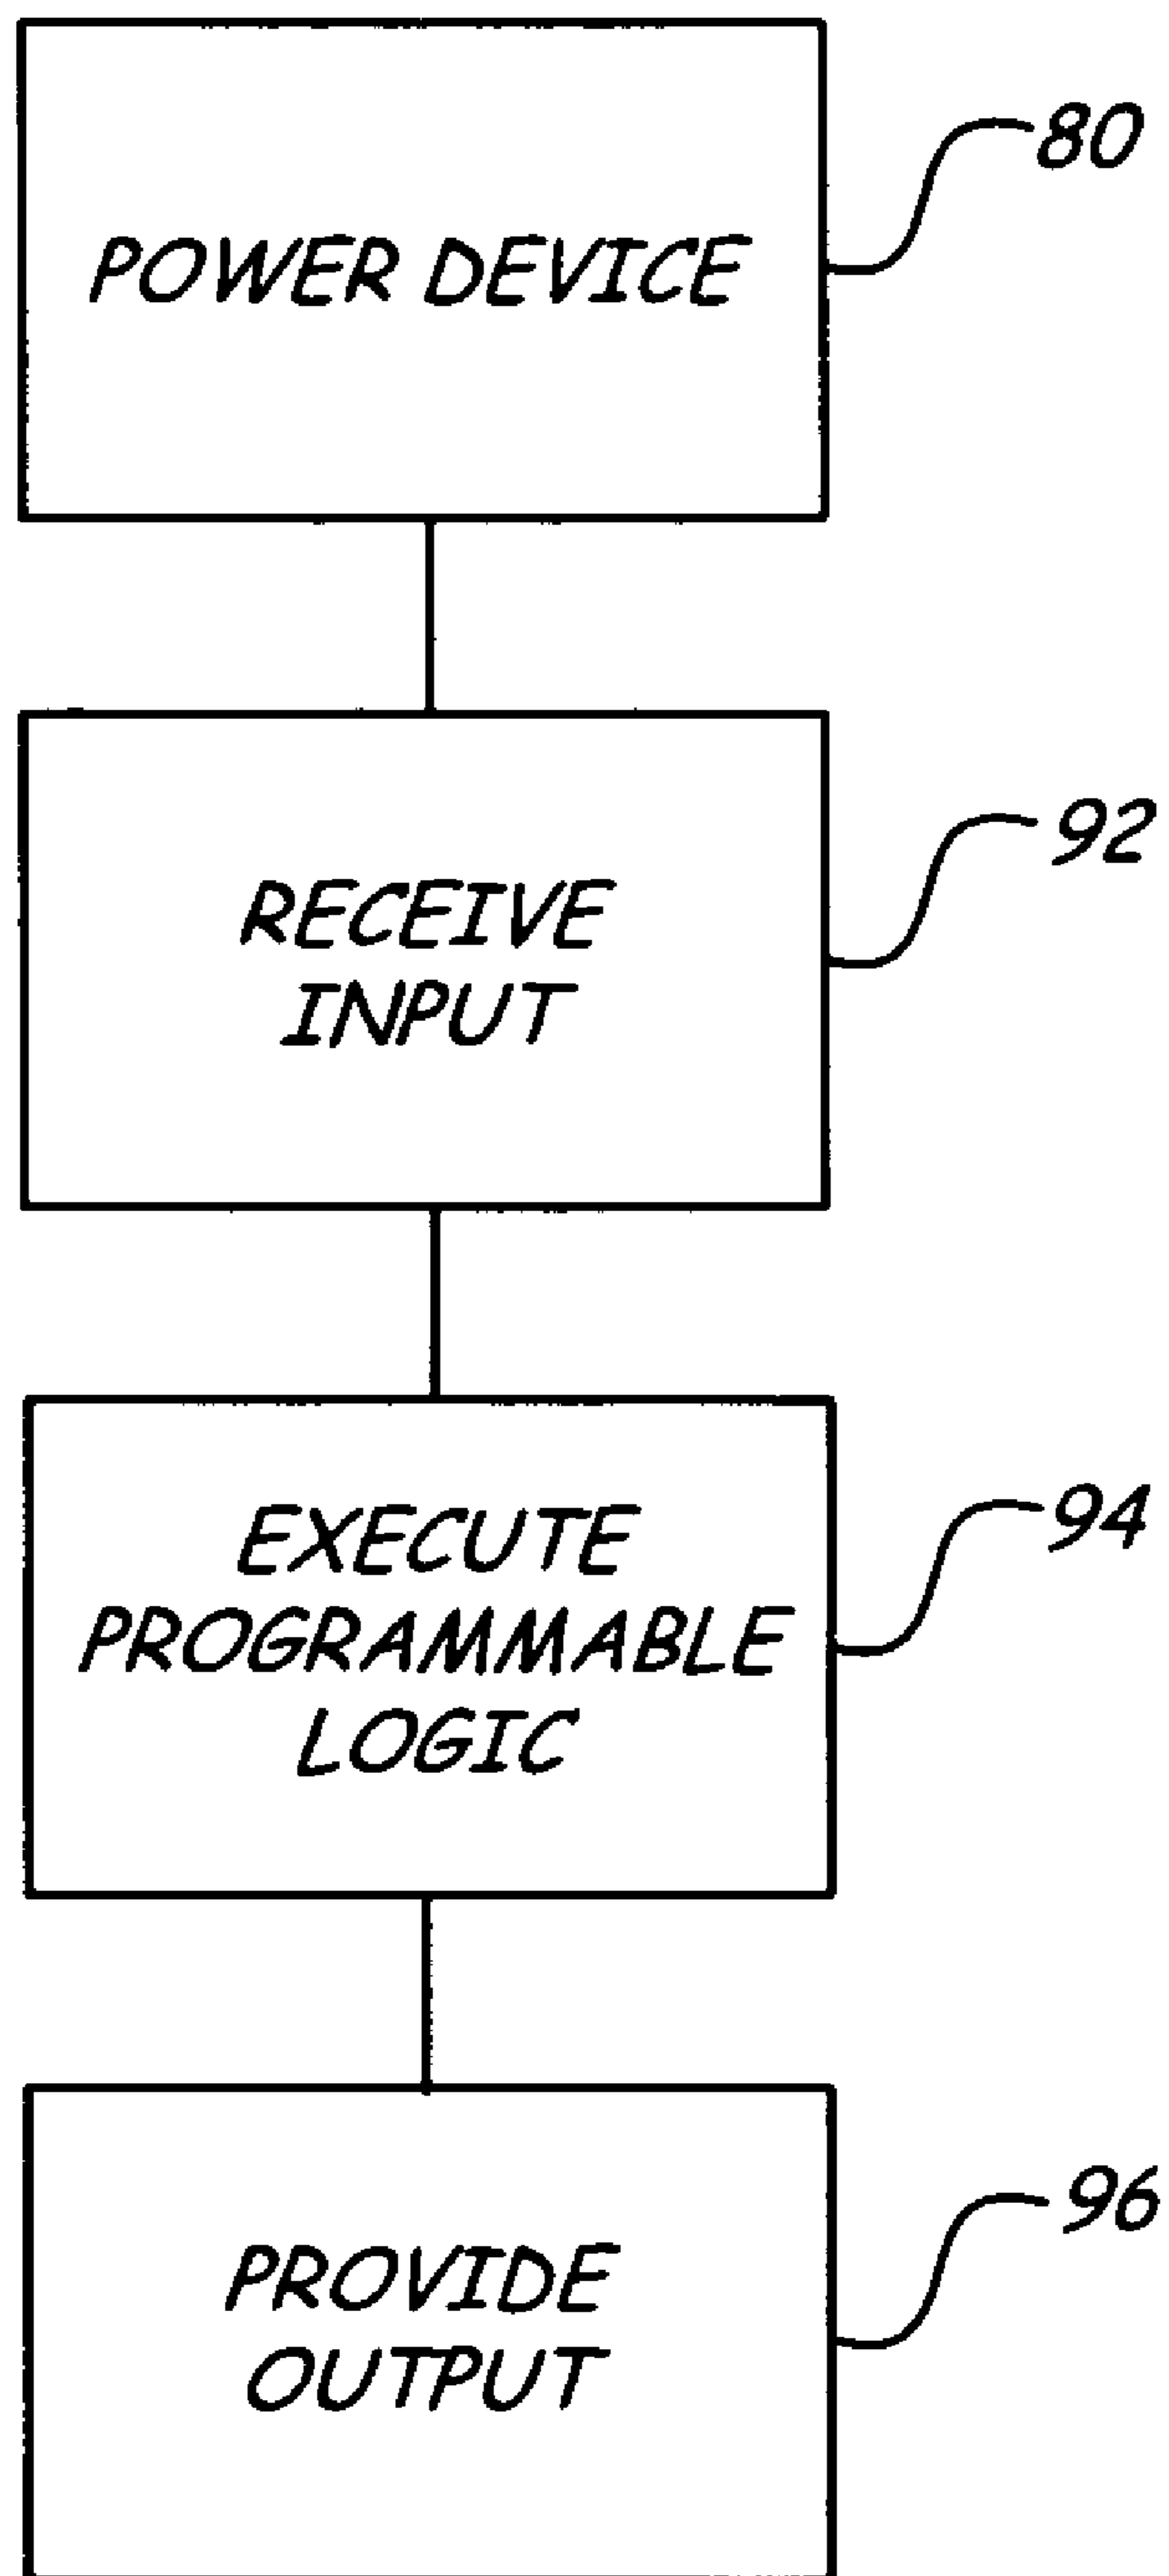 POWER DEVICE
80
RECEIVE
INPUT
92
EXECUTE
PROGRAMMABLE
LOGIC
94
PROVIDE
OUTPUT
96